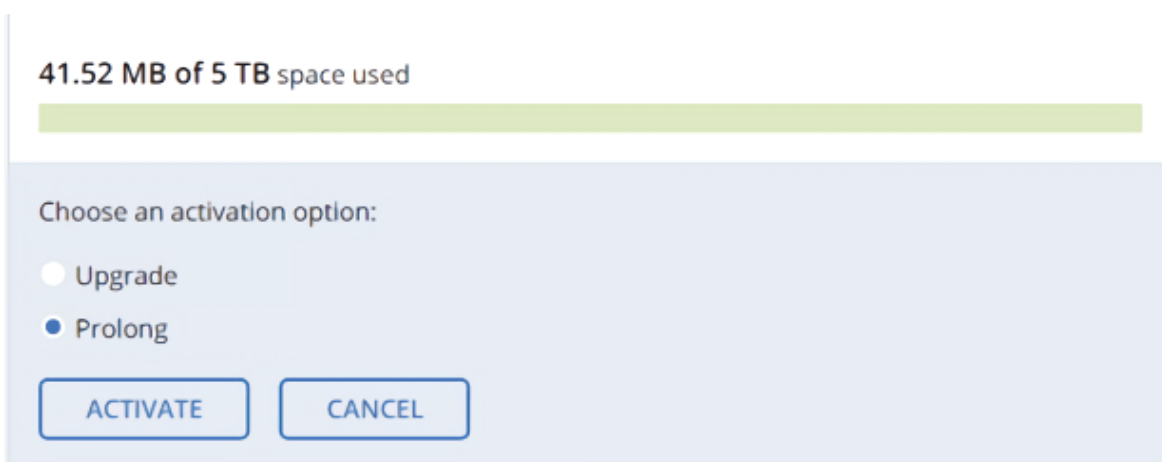 41.52 MB of 5 TB space used
Choose an activation option:
Upgrade
Prolong
ACTIVATE CANCEL